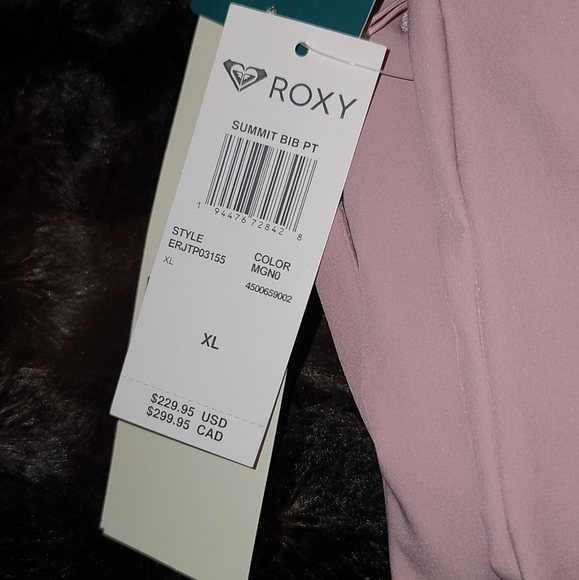 ROXY
SUMMIT BIB PT
1 94476 72842 8
STYLE
ERJTP03155
XL
COLOR
MGN0
4500659002
XL
$229.95 USD
$299.95 CAD